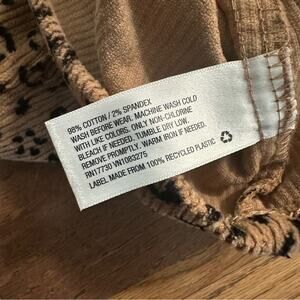 98% COTTON / 2% SPANDEX
WASH BEFORE WEAR. MACHINE WASH COLD
WITH LIKE COLORS. ONLY NON-CHLORINE
BLEACH IF NEEDED. TUMBLE DRY LOW.
REMOVE PROMPTLY. WARM IRON IF NEEDED.
RN17730 VN1083275
LABEL MADE FROM 100% RECYCLED PLASTIC